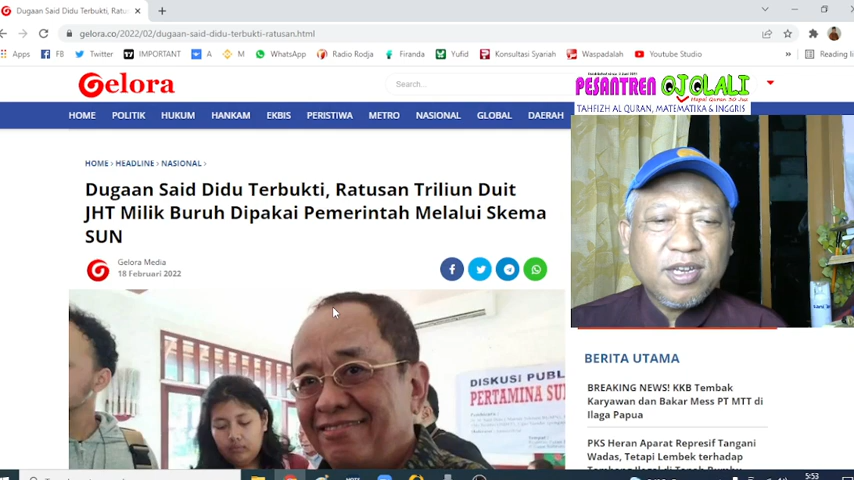 Dugaan Said Didu Terbukti, Ratus
gelora.co/2022/02/dugaan-said-didu-terbukti-ratusan.html
Apps FB Twitter IMPORTANT A M WhatsApp Radio Rodja Firanda Yufid Konsultasi Syariah Waspadalah Youtube Studio » Reading li
Gelora
Search...
PESANTREN OJOLALI
Hapal Quran 30 Juz
TAHFIZH AL QURAN, MATEMATIKA & INGGRIS
HOME POLITIK HUKUM HANKAM EKBIS PERISTIWA METRO NASIONAL GLOBAL DAERAH
HOME › HEADLINE › NASIONAL ›
Dugaan Said Didu Terbukti, Ratusan Triliun Duit
JHT Milik Buruh Dipakai Pemerintah Melalui Skema
SUN
Gelora Media
18 Februari 2022
DISKUSI PUBL
PERTAMINA SU
BERITA UTAMA
BREAKING NEWS! KKB Tembak
Karyawan dan Bakar Mess PT MTT di
Ilaga Papua
PKS Heran Aparat Represif Tangani
Wadas, Tetapi Lembek terhadap
5:53